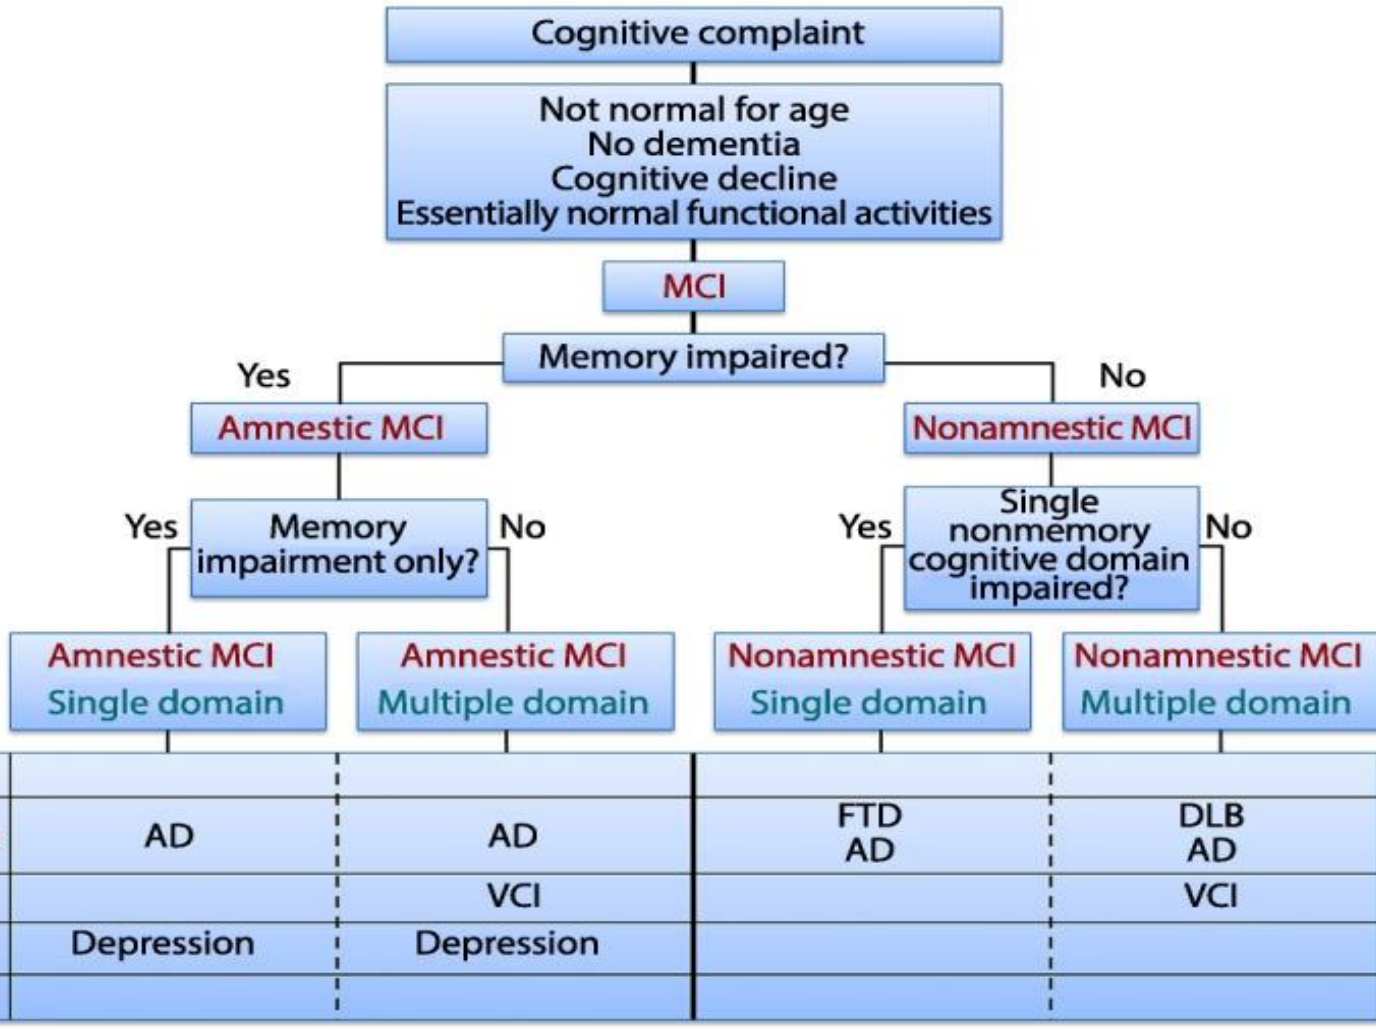 Cognitive complaint
Not normal for age
No dementia
Cognitive decline
Essentially normal functional activities
MCI
Memory impaired?
Yes
No
Amnestic MCI
Nonamnestic MCI
Yes
Memory
impairment only?
No
Yes
Single
nonmemory
cognitive domain
impaired?
No
Amnestic MCI
Single domain
Amnestic MCI
Multiple domain
Nonamnestic MCI
Single domain
Nonamnestic MCI
Multiple domain
AD
AD
FTD
AD
DLB
AD
VCI
VCI
Depression
Depression